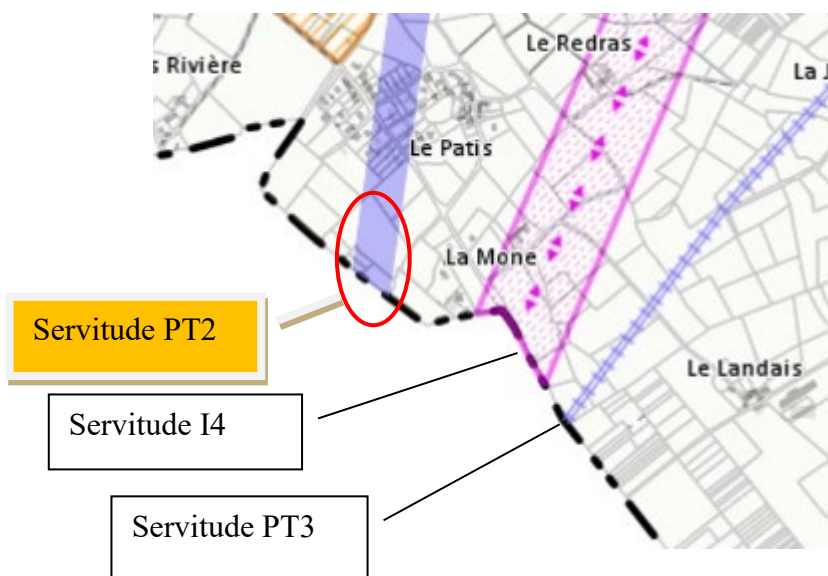 Le Redras
s Rivière
La J
Le Patis
La Mone
Servitude PT2
Le Landais
Servitude I4
Servitude PT3